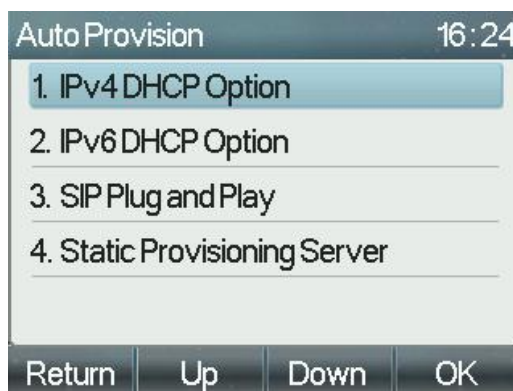 Auto Provision 16:24
1. IPv4 DHCP Option
2. IPv6 DHCP Option
3. SIP Plug and Play
4. Static Provisioning Server
Return Up Down OK